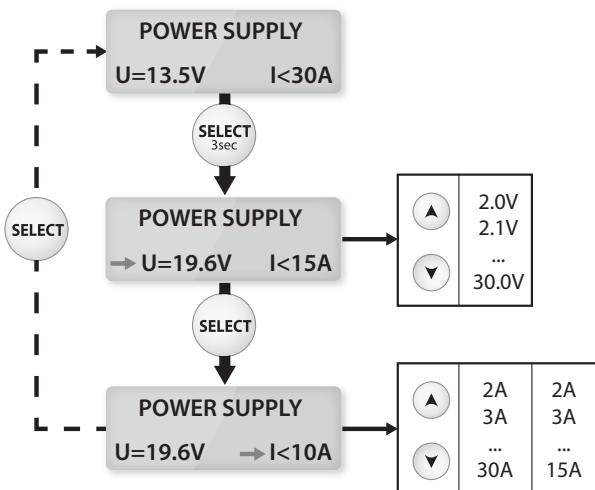 POWER SUPPLY
U=13.5V I<30A
SELECT
3sec
POWER SUPPLY
U=19.6V I<15A
2.0V
2.1V
...
30.0V
SELECT
SELECT
POWER SUPPLY
U=19.6V I<10A
2A 2A
3A 3A
... ...
30A 15A